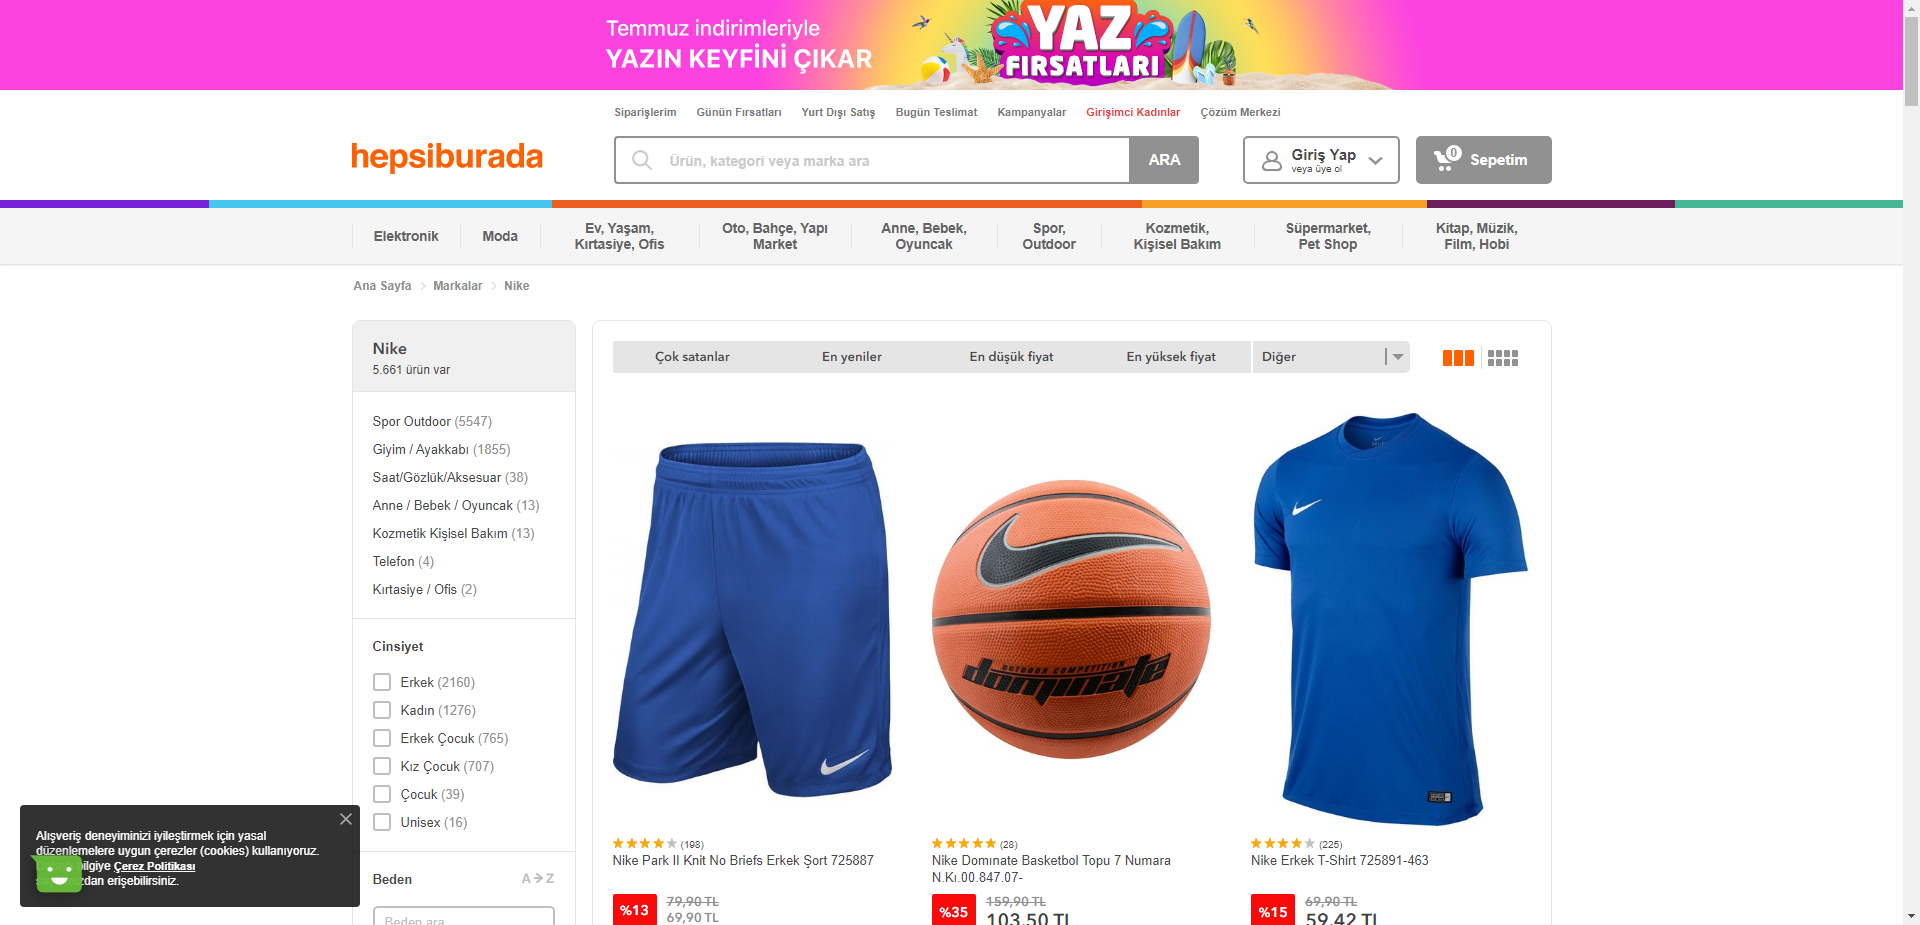 Temmuz indirimleriyle
YAZIN KEYFİNİ ÇIKAR
YAZ
FIRSATLARI
Siparişlerim
Günün Fırsatları
Yurt Dışı Satış
Bugün Teslimat
Kampanyalar
Girişimci Kadınlar
Çözüm Merkezi
hepsiburada
Ürün, kategori veya marka ara
ARA
Giriş Yap
veya üye ol
0
Sepetim
Elektronik
Moda
Ev, Yaşam,
Kırtasiye, Ofis
Oto, Bahçe, Yapı
Market
Anne, Bebek,
Oyuncak
Spor,
Outdoor
Kozmetik,
Kişisel Bakım
Süpermarket,
Pet Shop
Kitap, Müzik,
Film, Hobi
Ana Sayfa > Markalar > Nike
Nike
5.661 ürün var
Spor Outdoor (5547)
Giyim / Ayakkabı (1855)
Saat/Gözlük/Aksesuar (38)
Anne / Bebek / Oyuncak (13)
Kozmetik Kişisel Bakım (13)
Telefon (4)
Kırtasiye / Ofis (2)
Cinsiyet
Erkek (2160)
Kadın (1276)
Erkek Çocuk (765)
Kız Çocuk (707)
Çocuk (39)
Unisex (16)
Beden
A→Z
Beden ara
Çok satanlar
En yeniler
En düşük fiyat
En yüksek fiyat
Diğer
OUTDOOR COMPETITION
dominate
(198)
Nike Park II Knit No Briefs Erkek Şort 725887
%13
79,90 TL
69,90 TL
(28)
Nike Domınate Basketbol Topu 7 Numara
N.Kı.00.847.07-
%35
159,90 TL
103,50 TL
(225)
Nike Erkek T-Shirt 725891-463
%15
69,90 TL
59,42 TL
Alışveriş deneyiminizi iyileştirmek için yasal
düzenlemelere uygun çerezler (cookies) kullanıyoruz.
bilgiye Çerez Politikası
erişebilirsiniz.